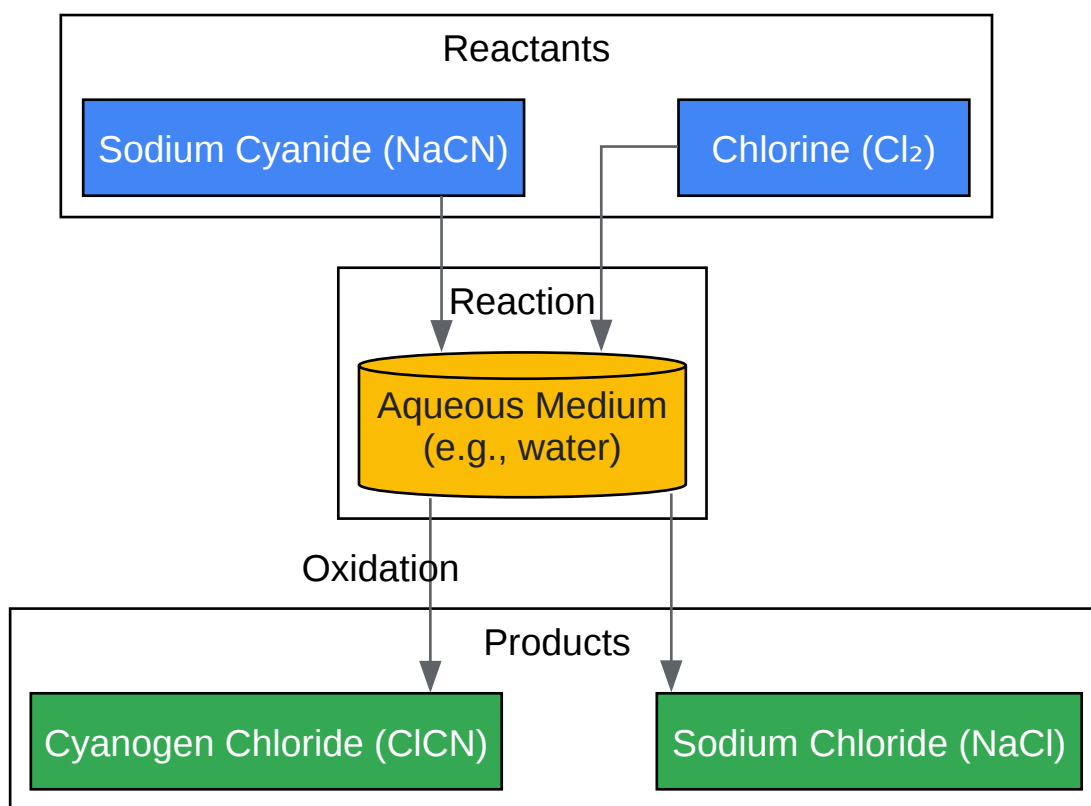 Reactants
Sodium Cyanide (NaCN)
Chlorine (Cl₂)
Reaction
Aqueous Medium
(e.g., water)
Oxidation
Products
Cyanogen Chloride (ClCN)
Sodium Chloride (NaCl)